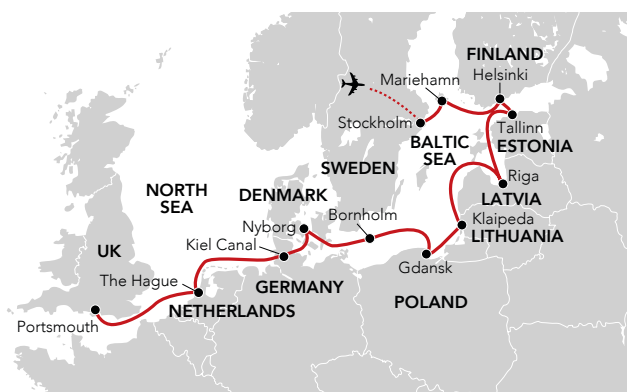 FINLAND
Helsinki
Mariehamn
Stockholm
Tallinn
ESTONIA
BALTIC
SEA
SWEDEN
Riga
LATVIA
NORTH
SEA
DENMARK
Nyborg
Bornholm
Klaipeda
LITHUANIA
UK
Kiel Canal
Gdansk
The Hague
GERMANY
POLAND
NETHERLANDS
Portsmouth